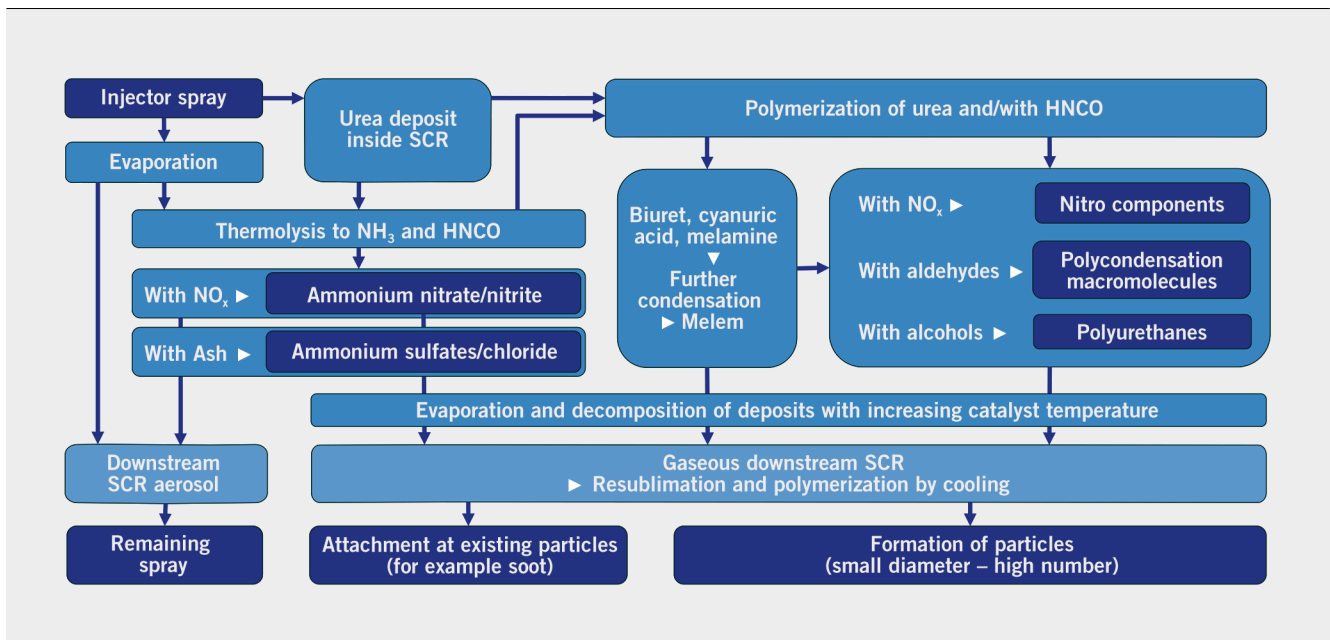 Injector spray
Urea deposit
inside SCR
Polymerization of urea and/with HNCO
Evaporation
Thermolysis to NH₃ and HNCO
With NOₓ ►
Ammonium nitrate/nitrite
With Ash ►
Ammonium sulfates/chloride
Biuret, cyanuric
acid, melamine
▼
Further
condensation
► Melem
With NOₓ ►
Nitro components
With aldehydes ►
Polycondensation
macromolecules
With alcohols ►
Polyurethanes
Evaporation and decomposition of deposits with increasing catalyst temperature
Downstream
SCR aerosol
Gaseous downstream SCR
► Resublimation and polymerization by cooling
Remaining
spray
Attachment at existing particles
(for example soot)
Formation of particles
(small diameter – high number)